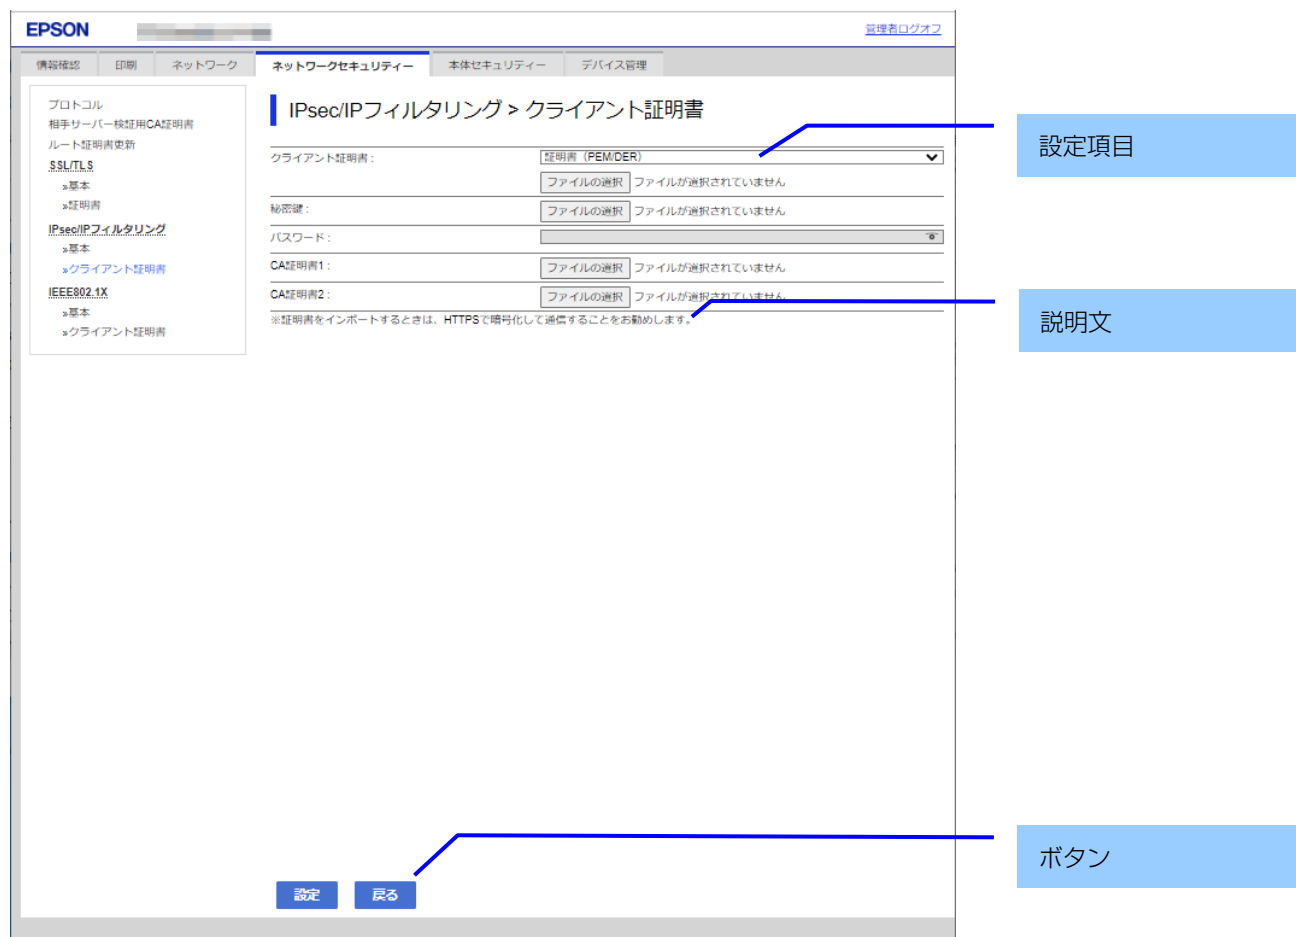 EPSON
管理者ログオフ
情報確認 印刷 ネットワーク ネットワークセキュリティー 本体セキュリティー デバイス管理
プロトコル
相手サーバー検証用CA証明書
ルート証明書更新
SSL/TLS
»基本
»証明書
IPsec/IPフィルタリング
»基本
»クライアント証明書
IEEE802.1X
»基本
»クライアント証明書
IPsec/IPフィルタリング > クライアント証明書
クライアント証明書 : 証明書（PEM/DER）
ファイルの選択 ファイルが選択されていません
秘密鍵 : ファイルの選択 ファイルが選択されていません
パスワード :
CA証明書1 : ファイルの選択 ファイルが選択されていません
CA証明書2 : ファイルの選択 ファイルが選択されていません
※証明書をインポートするときは、HTTPSで暗号化して通信することをお勧めします。
設定 戻る
設定項目
説明文
ボタン